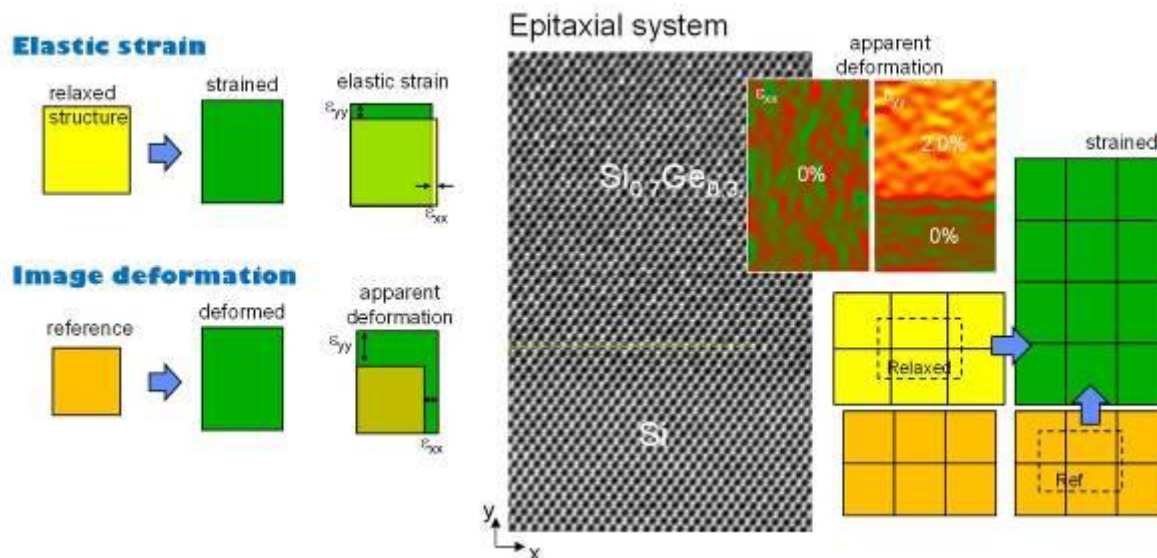 Elastic strain
relaxed
structure
strained
elastic strain
εyy
εxx
Image deformation
reference
deformed
apparent
deformation
εyy
εxx
Epitaxial system
Si0.7Ge0.3
Si
y
x
apparent
deformation
εxx
0%
εyy
2.0%
0%
strained
Relaxed
Ref